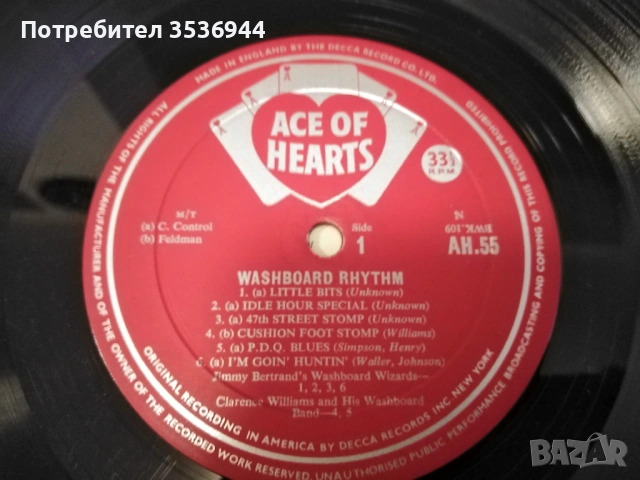 Потребител 3536944
MADE IN ENGLAND BY THE DECCA RECORD CO. LTD.
ALL RIGHTS OF THE MANUFACTURER AND OF THE OWNER OF THE RECORDED WORK RESERVED. UNAUTHORISED PUBLIC PERFORMANCE BROADCASTING AND COPYING OF THIS RECORD PROHIBITED
ACE OF
HEARTS
33⅓
R.P.M.
M/T
(a) C. Control
(b) Feldman
Side
1
N
BWK.109
AH.55
WASHBOARD RHYTHM
1. (a) LITTLE BITS (Unknown)
2. (a) IDLE HOUR SPECIAL (Unknown)
3. (a) 47th STREET STOMP (Unknown)
4. (b) CUSHION FOOT STOMP (Williams)
5. (a) P.D.Q. BLUES (Simpson, Henry)
6. (a) I'M GOIN' HUNTIN' (Waller, Johnson)
Jimmy Bertrand's Washboard Wizards—
1, 2, 3, 6
Clarence Williams and His Washboard
Band—4, 5
ORIGINAL RECORDING IN AMERICA BY DECCA RECORDS INC. NEW YORK
BAZAR